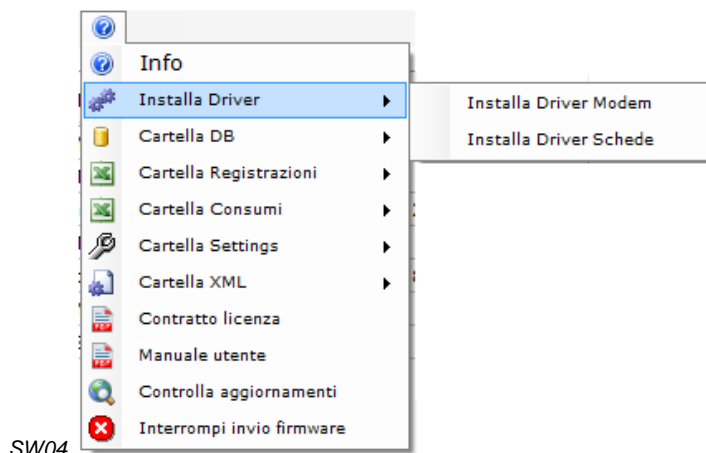 Info
Installa Driver
Installa Driver Modem
Installa Driver Schede
Cartella DB
Cartella Registrazioni
Cartella Consumi
Cartella Settings
Cartella XML
Contratto licenza
Manuale utente
Controlla aggiornamenti
Interrompi invio firmware
SW04